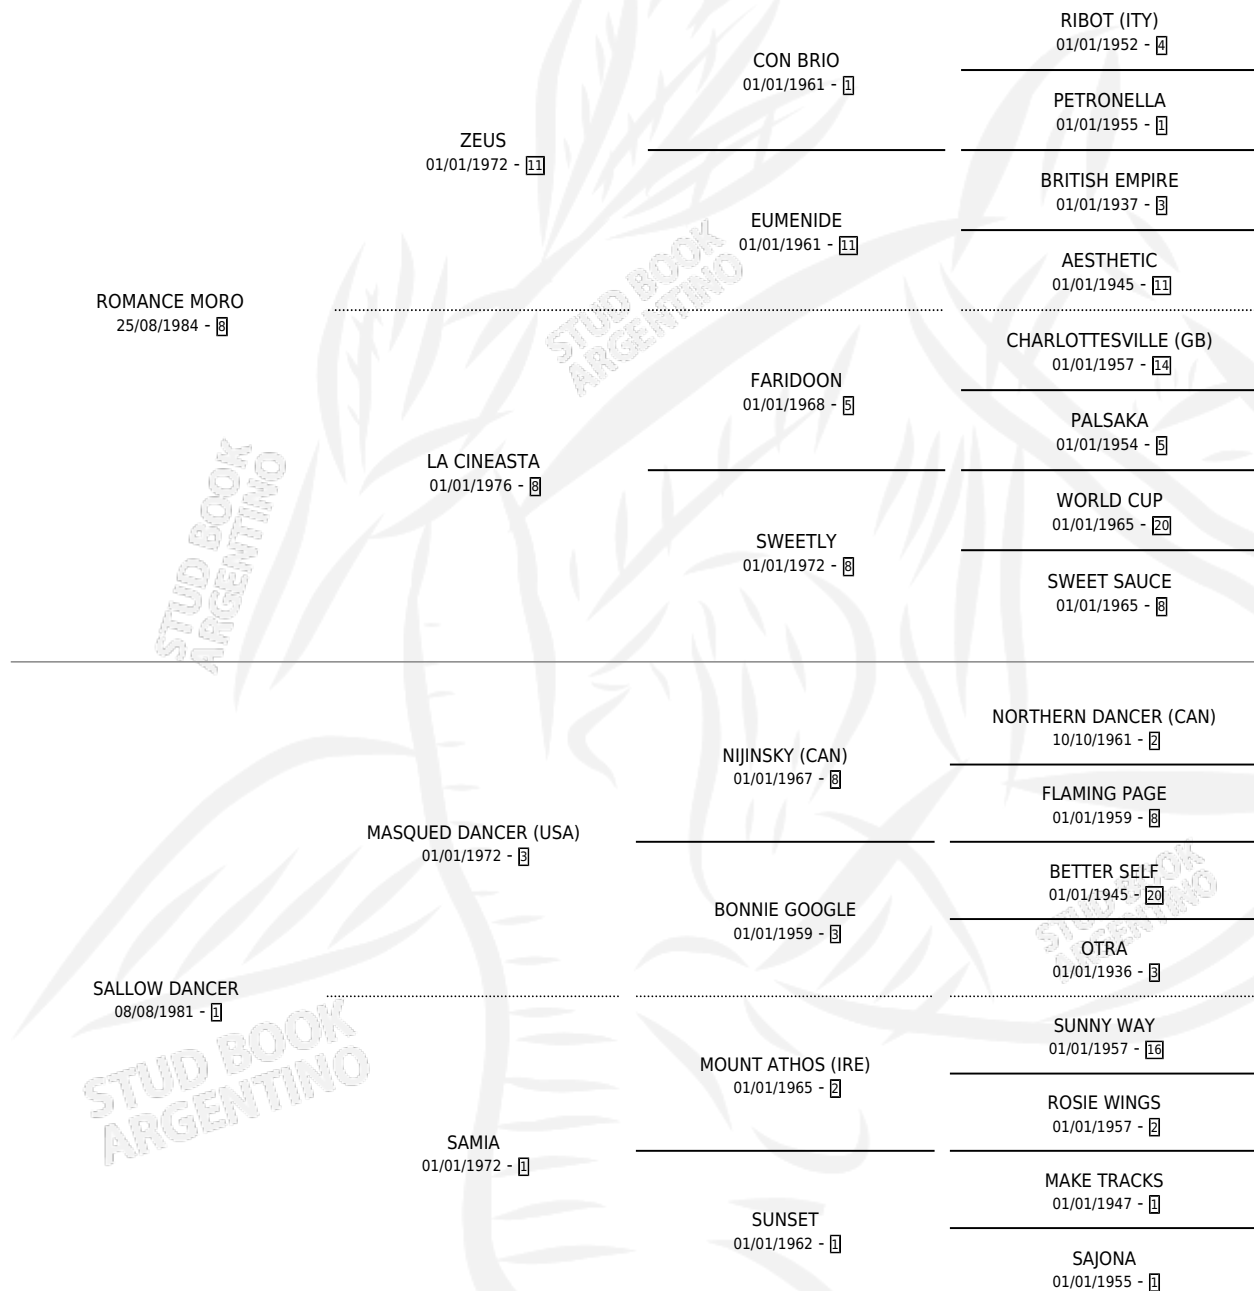 RIBOT (ITY)
01/01/1952 - 4
CON BRIO
01/01/1961 - 1
PETRONELLA
01/01/1955 - 1
ZEUS
01/01/1972 - 11
BRITISH EMPIRE
01/01/1937 - 3
EUMENIDE
01/01/1961 - 11
AESTHETIC
01/01/1945 - 11
ROMANCE MORO
25/08/1984 - 8
CHARLOTTESVILLE (GB)
01/01/1957 - 14
FARIDOON
01/01/1968 - 5
PALSAKA
01/01/1954 - 5
LA CINEASTA
01/01/1976 - 8
WORLD CUP
01/01/1965 - 20
SWEETLY
01/01/1972 - 8
SWEET SAUCE
01/01/1965 - 8
STUD BOOK
ARGENTINO
STUD BOOK
ARGENTINO
NORTHERN DANCER (CAN)
10/10/1961 - 2
NIJINSKY (CAN)
01/01/1967 - 8
FLAMING PAGE
01/01/1959 - 8
MASQUED DANCER (USA)
01/01/1972 - 3
BETTER SELF
01/01/1945 - 20
BONNIE GOOGLE
01/01/1959 - 3
OTRA
01/01/1936 - 3
STUD BOOK
ARGENTINO
SALLOW DANCER
08/08/1981 - 1
SUNNY WAY
01/01/1957 - 16
MOUNT ATHOS (IRE)
01/01/1965 - 2
ROSIE WINGS
01/01/1957 - 2
STUD BOOK
ARGENTINO
SAMIA
01/01/1972 - 1
MAKE TRACKS
01/01/1947 - 1
SUNSET
01/01/1962 - 1
SAJONA
01/01/1955 - 1